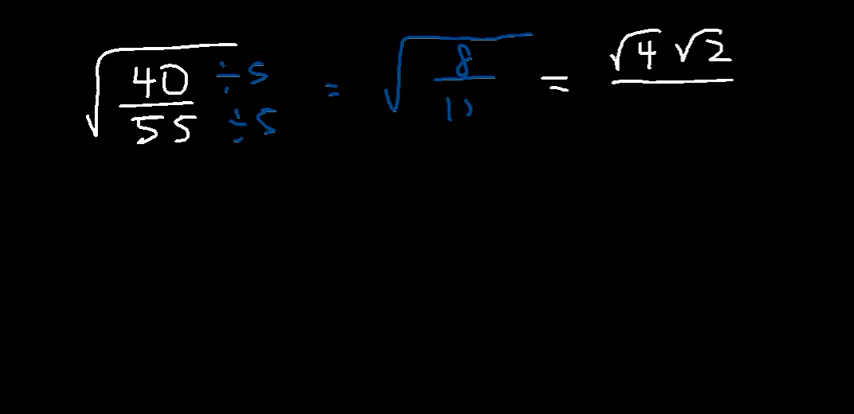 √(40/55) ÷5 ÷5 = √(8/11) = √4 √2